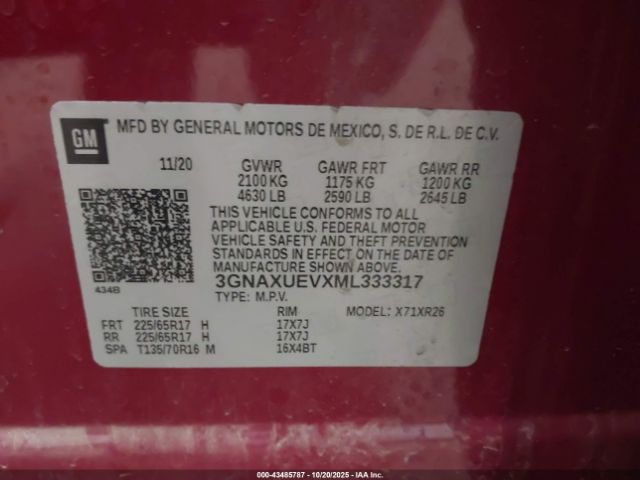 GM
MFD BY GENERAL MOTORS DE MEXICO, S. DE R.L. DE C.V.
11/20 GVWR GAWR FRT GAWR RR
2100 KG 1175 KG 1200 KG
4630 LB 2590 LB 2645 LB
THIS VEHICLE CONFORMS TO ALL
APPLICABLE U.S. FEDERAL MOTOR
VEHICLE SAFETY AND THEFT PREVENTION
STANDARDS IN EFFECT ON THE DATE OF
MANUFACTURE SHOWN ABOVE.
434B 3GNAXUEVXML333317
TYPE: M.P.V.
TIRE SIZE RIM MODEL: X71XR26
FRT 225/65R17 H 17X7J
RR 225/65R17 H 17X7J
SPA T135/70R16 M 16X4BT
000-43485787 | 10/20/2025 | IAA Inc.